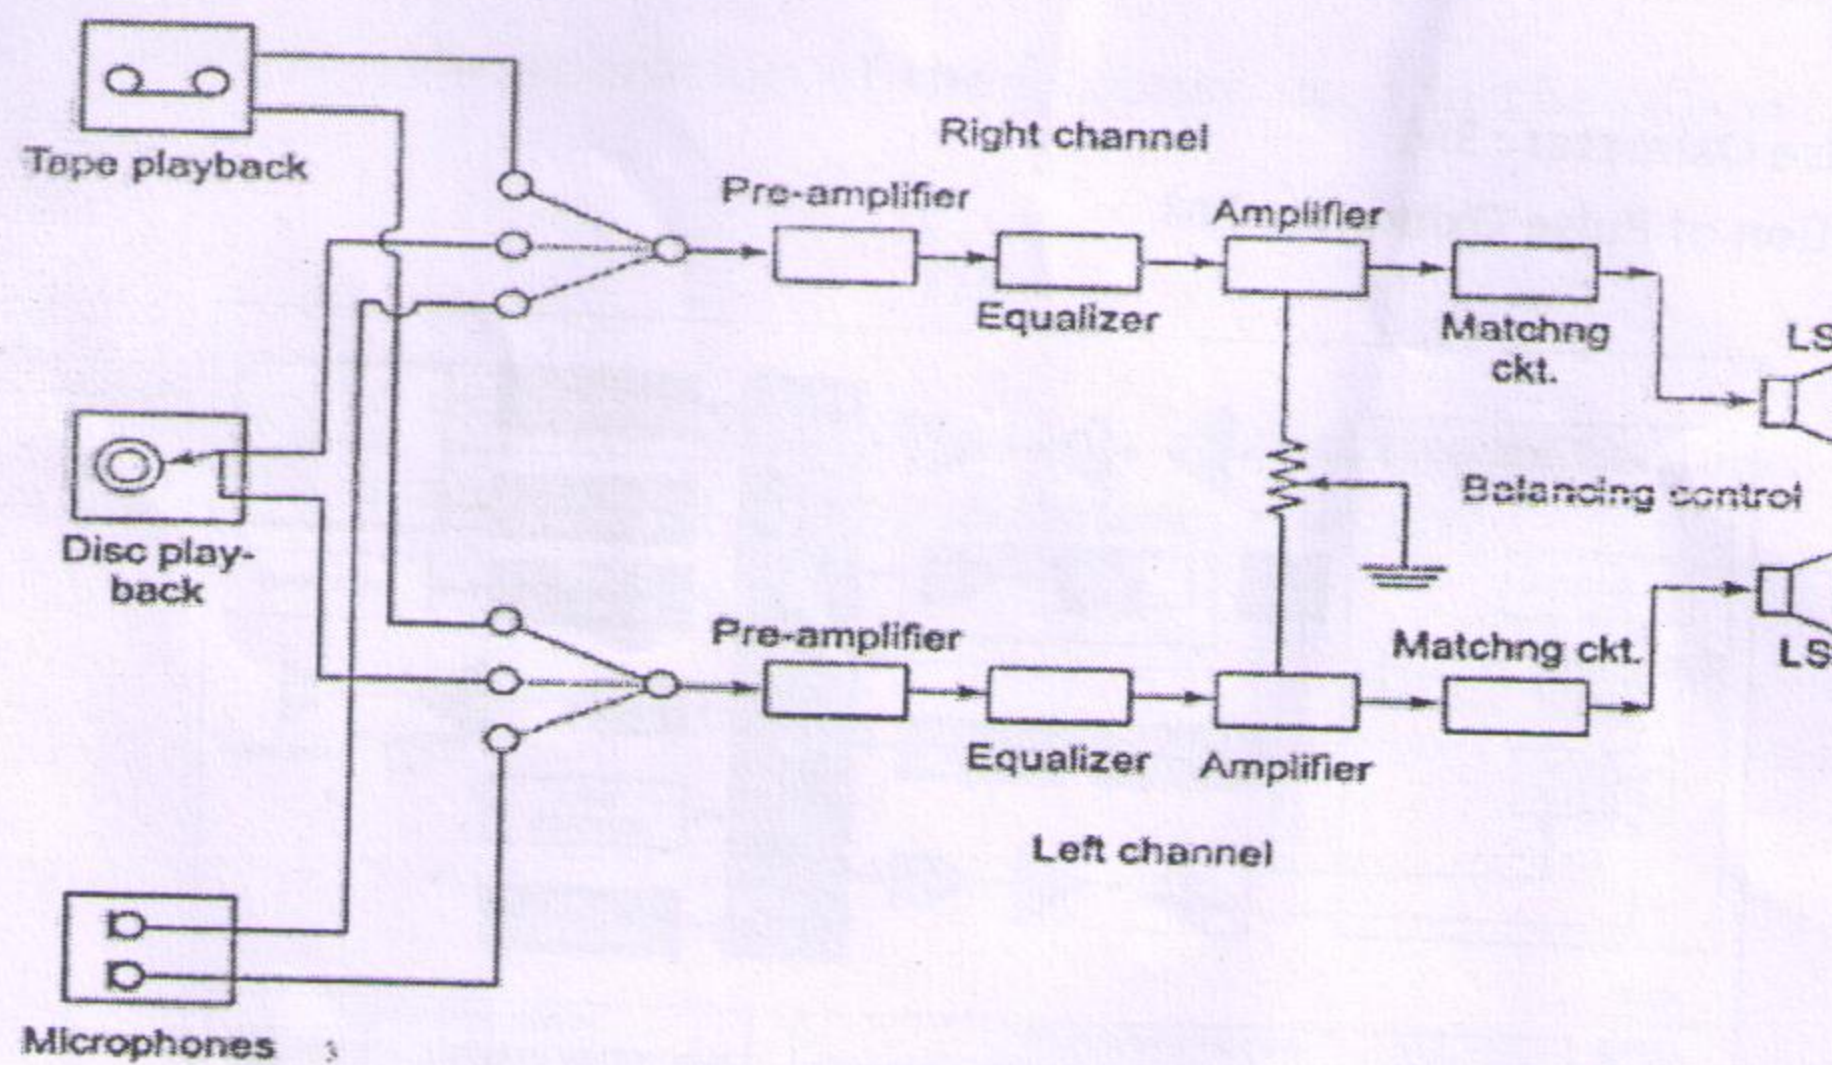 Tape playback
Right channel
Pre-amplifier
Amplifier
Equalizer
Matchng
ckt.
LS
Balancing control
Disc play-
back
Pre-amplifier
Matchng ckt.
LS
Equalizer
Amplifier
Left channel
Microphones